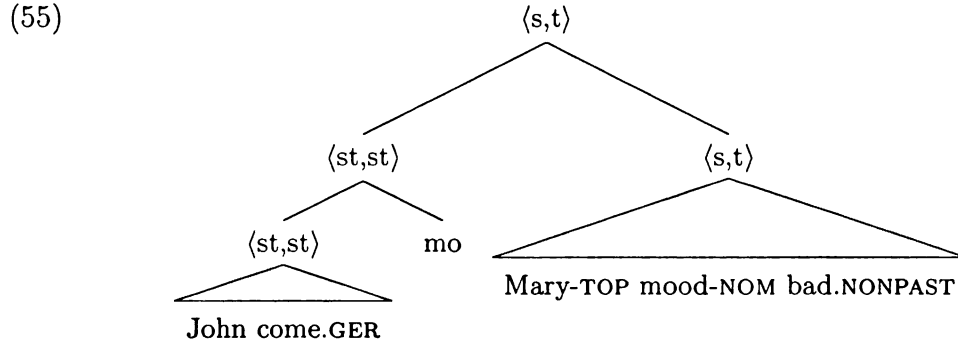 (55)
⟨s,t⟩
⟨st,st⟩ ⟨s,t⟩
⟨st,st⟩ mo
Mary-TOP mood-NOM bad.NONPAST
John come.GER